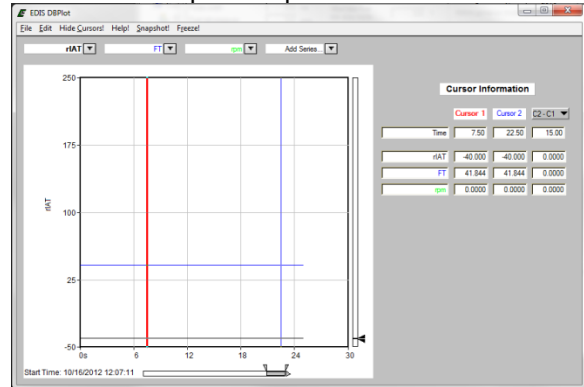 EDIS DBPlot
File Edit Hide Cursors! Help! Snapshot! Freeze!
rIAT FT rpm Add Series...
250
175
100
25
-50
rIAT
0s 6 12 18 24 30
Start Time: 10/16/2012 12:07:11
Cursor Information
Cursor 1 Cursor 2 C2 - C1
Time 7.50 22.50 15.00
rIAT -40.000 -40.000 0.0000
FT 41.844 41.844 0.0000
rpm 0.0000 0.0000 0.0000